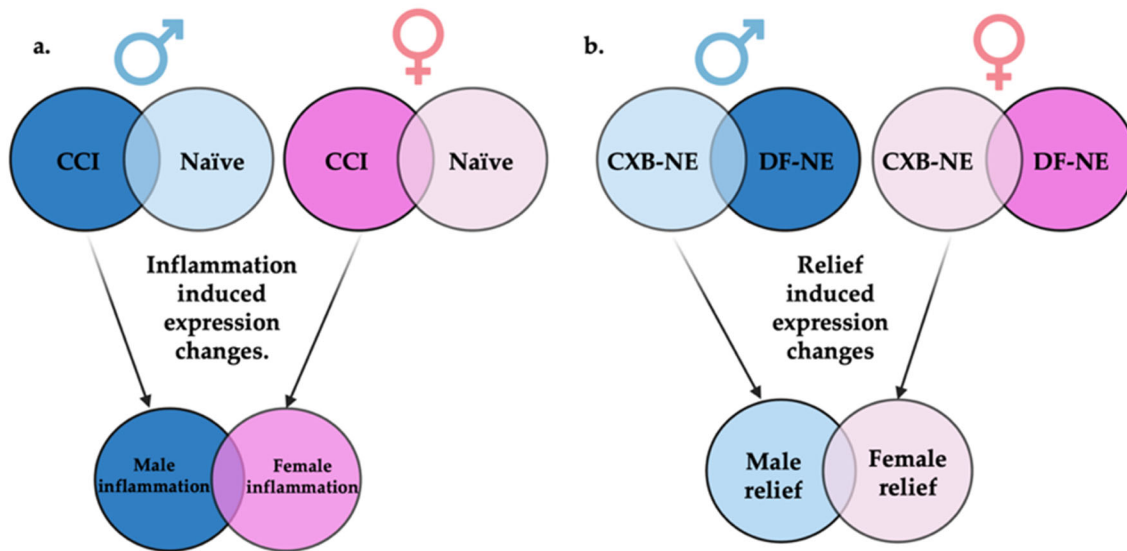 a.
CCI
Naïve
CCI
Naïve
Inflammation
induced
expression
changes.
Male
inflammation
Female
inflammation
b.
CXB-NE
DF-NE
CXB-NE
DF-NE
Relief
induced
expression
changes
Male
relief
Female
relief